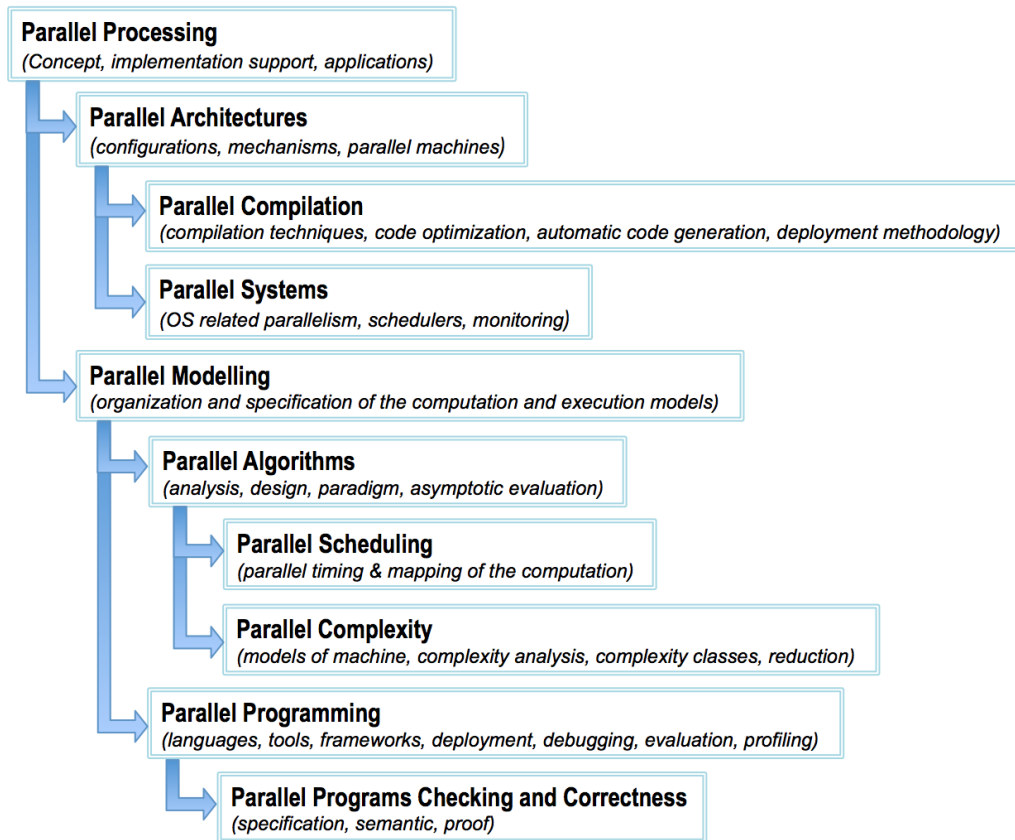 Parallel Processing
(Concept, implementation support, applications)
Parallel Architectures
(configurations, mechanisms, parallel machines)
Parallel Compilation
(compilation techniques, code optimization, automatic code generation, deployment methodology)
Parallel Systems
(OS related parallelism, schedulers, monitoring)
Parallel Modelling
(organization and specification of the computation and execution models)
Parallel Algorithms
(analysis, design, paradigm, asymptotic evaluation)
Parallel Scheduling
(parallel timing & mapping of the computation)
Parallel Complexity
(models of machine, complexity analysis, complexity classes, reduction)
Parallel Programming
(languages, tools, frameworks, deployment, debugging, evaluation, profiling)
Parallel Programs Checking and Correctness
(specification, semantic, proof)